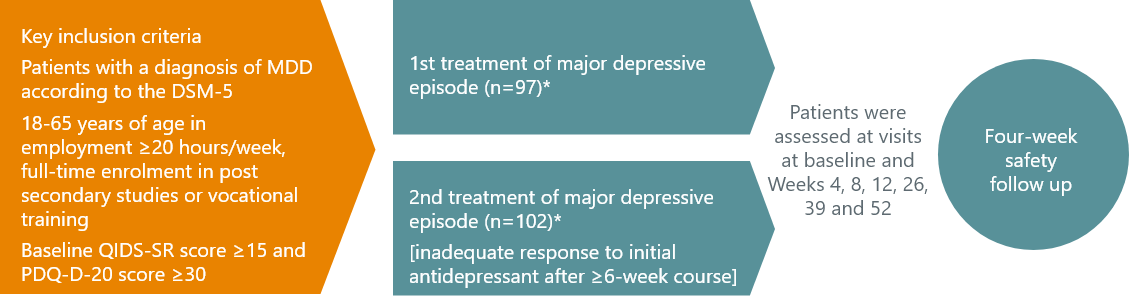 Key inclusion criteria
Patients with a diagnosis of MDD
according to the DSM-5
18-65 years of age in
employment ≥20 hours/week,
full-time enrolment in post
secondary studies or vocational
training
Baseline QIDS-SR score ≥15 and
PDQ-D-20 score ≥30
1st treatment of major depressive
episode (n=97)*
2nd treatment of major depressive
episode (n=102)*
[inadequate response to initial
antidepressant after ≥6-week course]
Patients were
assessed at visits
at baseline and
Weeks 4, 8, 12, 26,
39 and 52
Four-week
safety
follow up